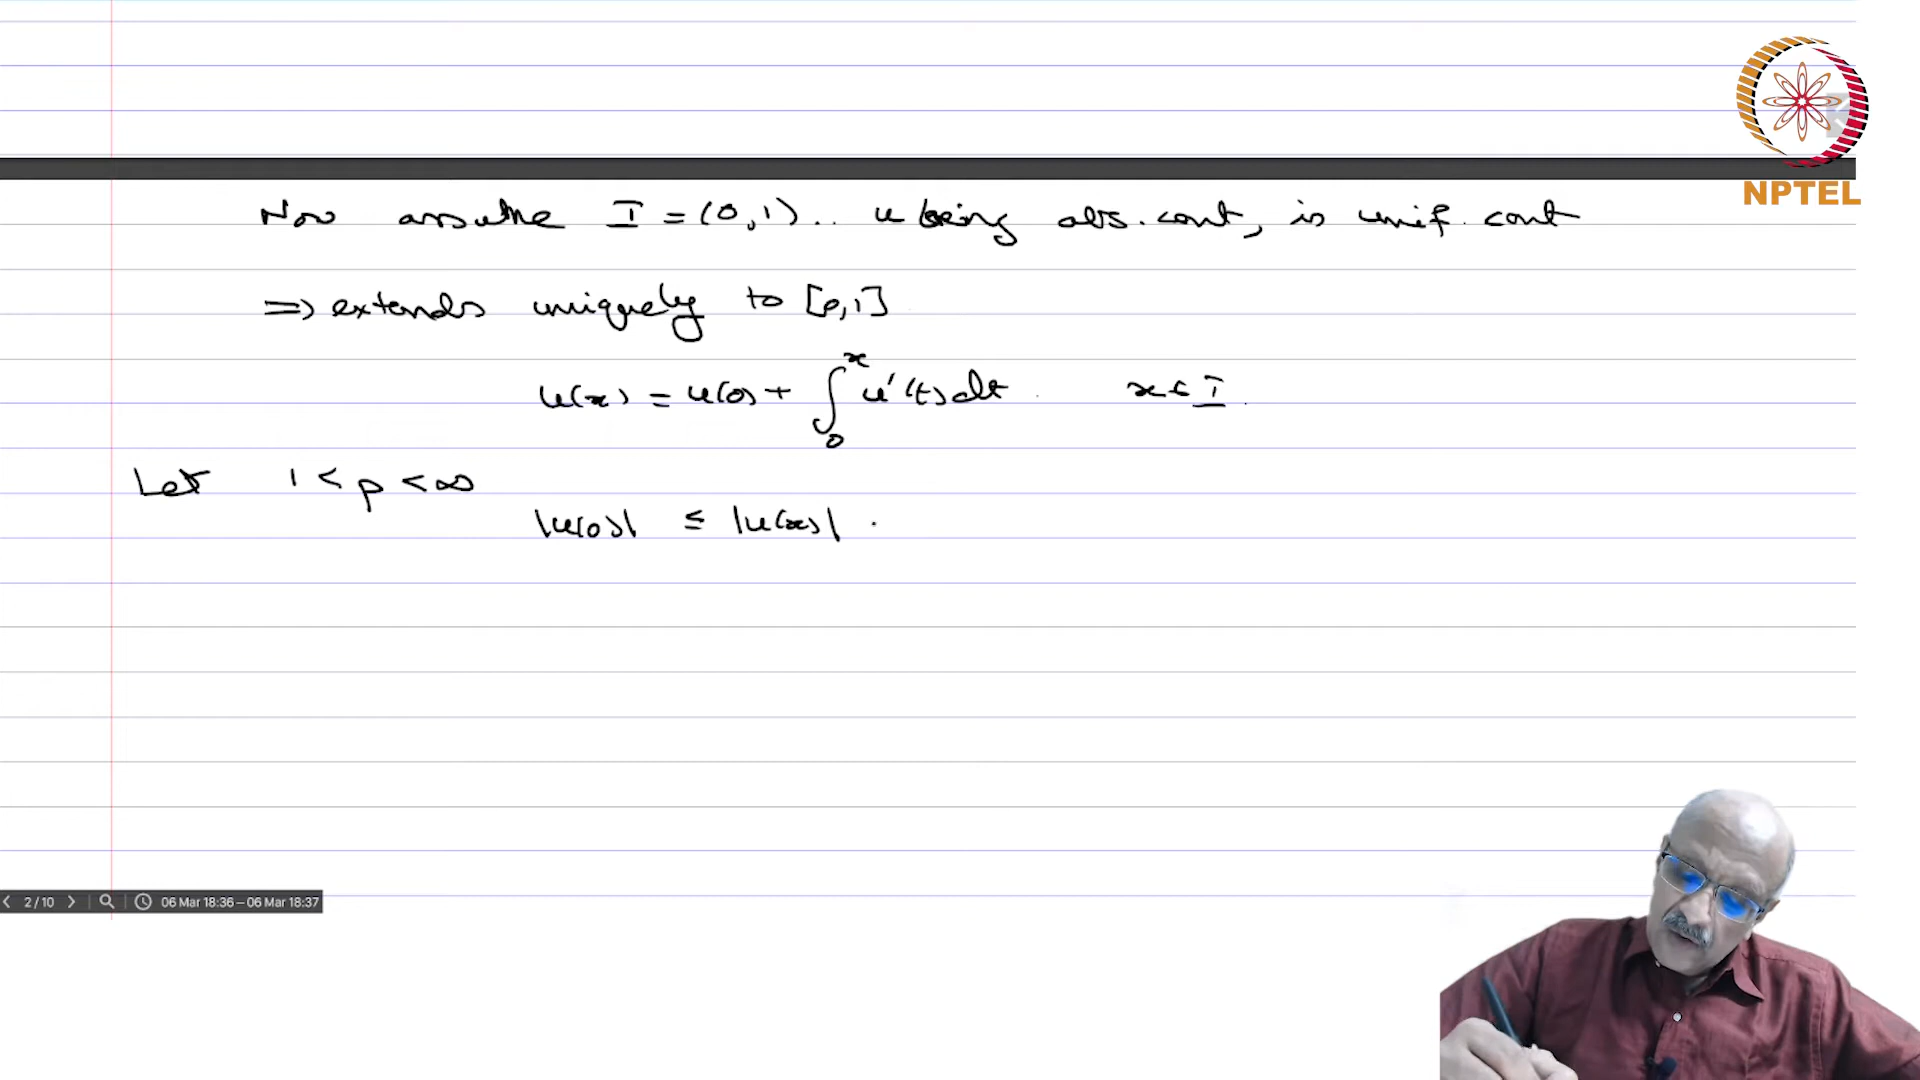 NPTEL
Now assume I = (0,1). . u being abs. cont, is unif. cont
⇒ extends uniquely to [0,1]
u(x) = u(0) + ∫₀ˣ u'(t) dt. x ∈ I.
Let 1 < p < ∞
|u(0)| ≤ |u(x)| .
2 / 10 06 Mar 18:36 – 06 Mar 18:37